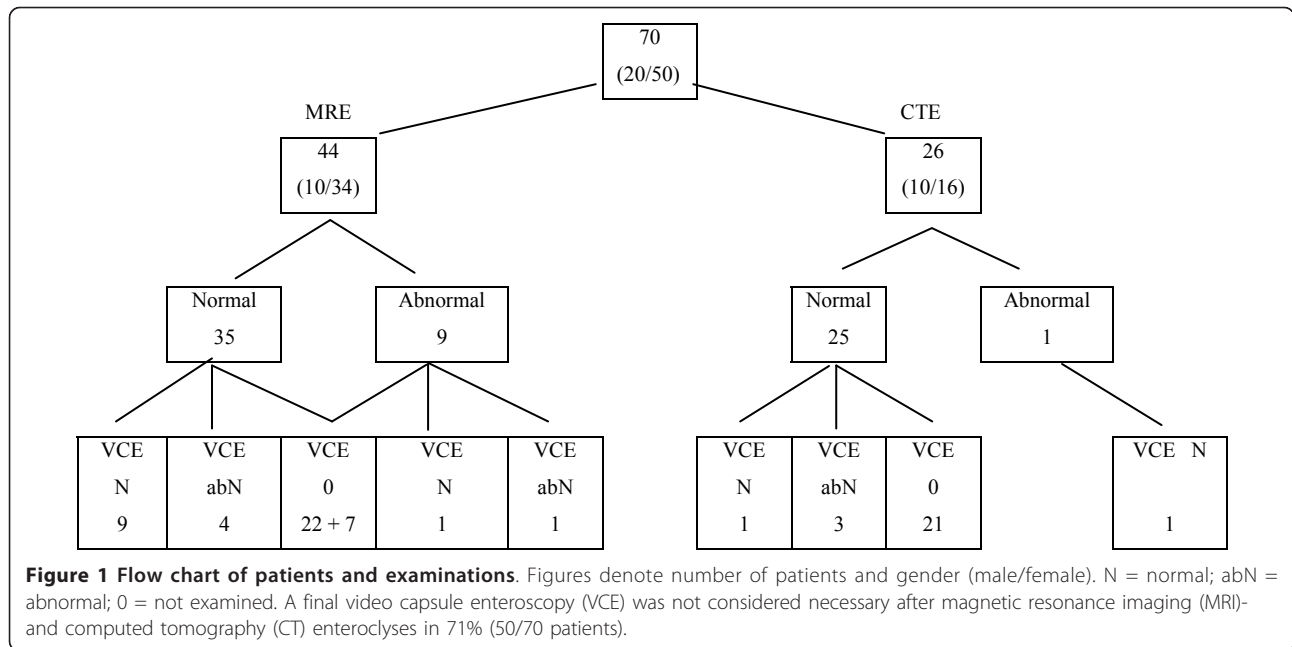 70
(20/50)
MRE CTE
44 26
(10/34) (10/16)
Normal Abnormal Normal Abnormal
35 9 25 1
VCE VCE VCE VCE VCE VCE VCE VCE VCE N
N abN 0 N abN N abN 0
9 4 22 + 7 1 1 1 3 21 1
Figure 1 Flow chart of patients and examinations. Figures denote number of patients and gender (male/female). N = normal; abN =
abnormal; 0 = not examined. A final video capsule enteroscopy (VCE) was not considered necessary after magnetic resonance imaging (MRI)-
and computed tomography (CT) enteroclyses in 71% (50/70 patients).